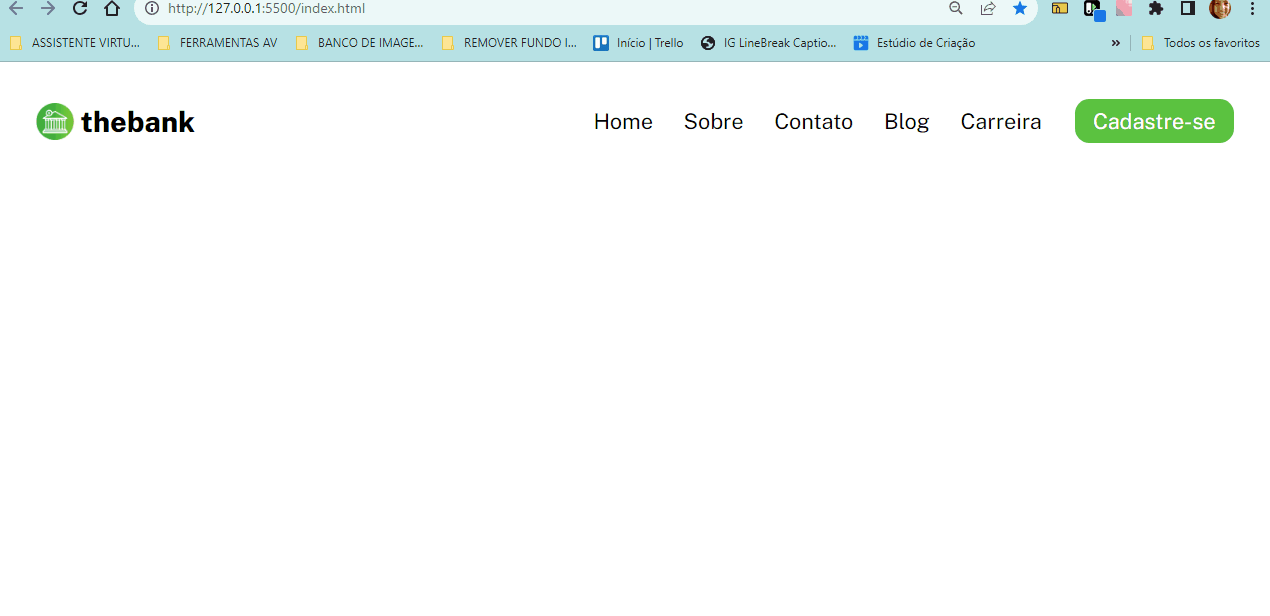 http://127.0.0.1:5500/index.html
ASSISTENTE VIRTU... FERRAMENTAS AV BANCO DE IMAGE... REMOVER FUNDO I... Início | Trello IG LineBreak Captio... Estúdio de Criação » Todos os favoritos
thebank Home Sobre Contato Blog Carreira Cadastre-se